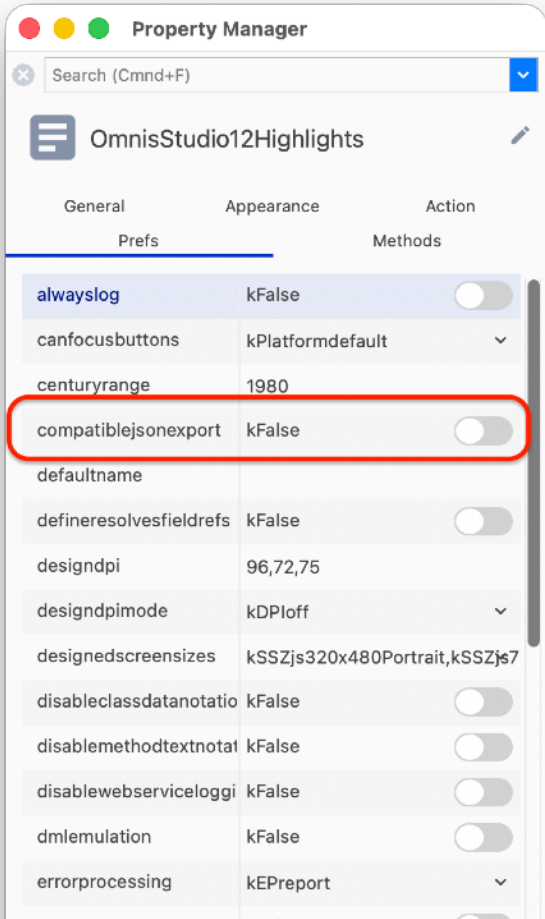 Property Manager
Search (Cmnd+F)
OmnisStudio12Highlights
General Appearance Action
Prefs Methods
alwayslog kFalse
canfocusbuttons kPlatformdefault
centuryrange 1980
compatiblejsonexport kFalse
defaultname
defineresolvesfieldrefs kFalse
designdpi 96,72,75
designdpimode kDPIoff
designedscreensizes kSSZjs320x480Portrait,kSSZjs7
disableclassdatanotatio kFalse
disablemethodtextnotat kFalse
disablewebserviceloggi kFalse
dmlemulation kFalse
errorprocessing kEPreport